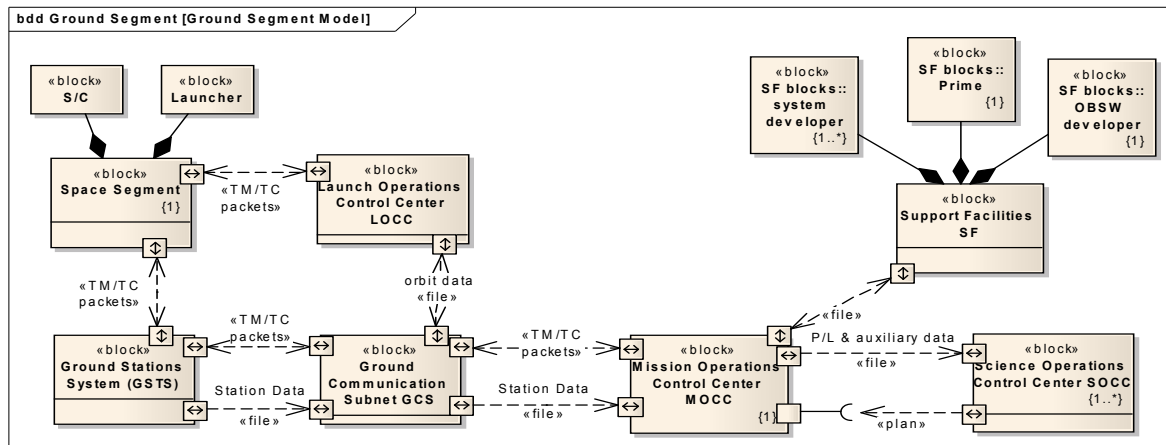 bdd Ground Segment [Ground Segment Model]
«block»
S/C
«block»
Launcher
«block»
SF blocks::
system
developer
{1..*}
«block»
SF blocks::
Prime
{1}
«block»
SF blocks::
OBSW
developer
{1}
«block»
Space Segment
{1}
«TM/TC
packets»
«block»
Launch Operations
Control Center
LOCC
«block»
Support Facilities
SF
«TM/TC
packets»
orbit data
«file»
«file»
«block»
Ground Stations
System (GSTS)
«TM/TC
packets»
Station Data
«file»
«block»
Ground
Communication
Subnet GCS
«TM/TC
packets»
Station Data
«file»
«block»
Mission Operations
Control Center
MOCC
{1}
P/L & auxiliary data
«file»
«plan»
«block»
Science Operations
Control Center SOCC
{1..*}